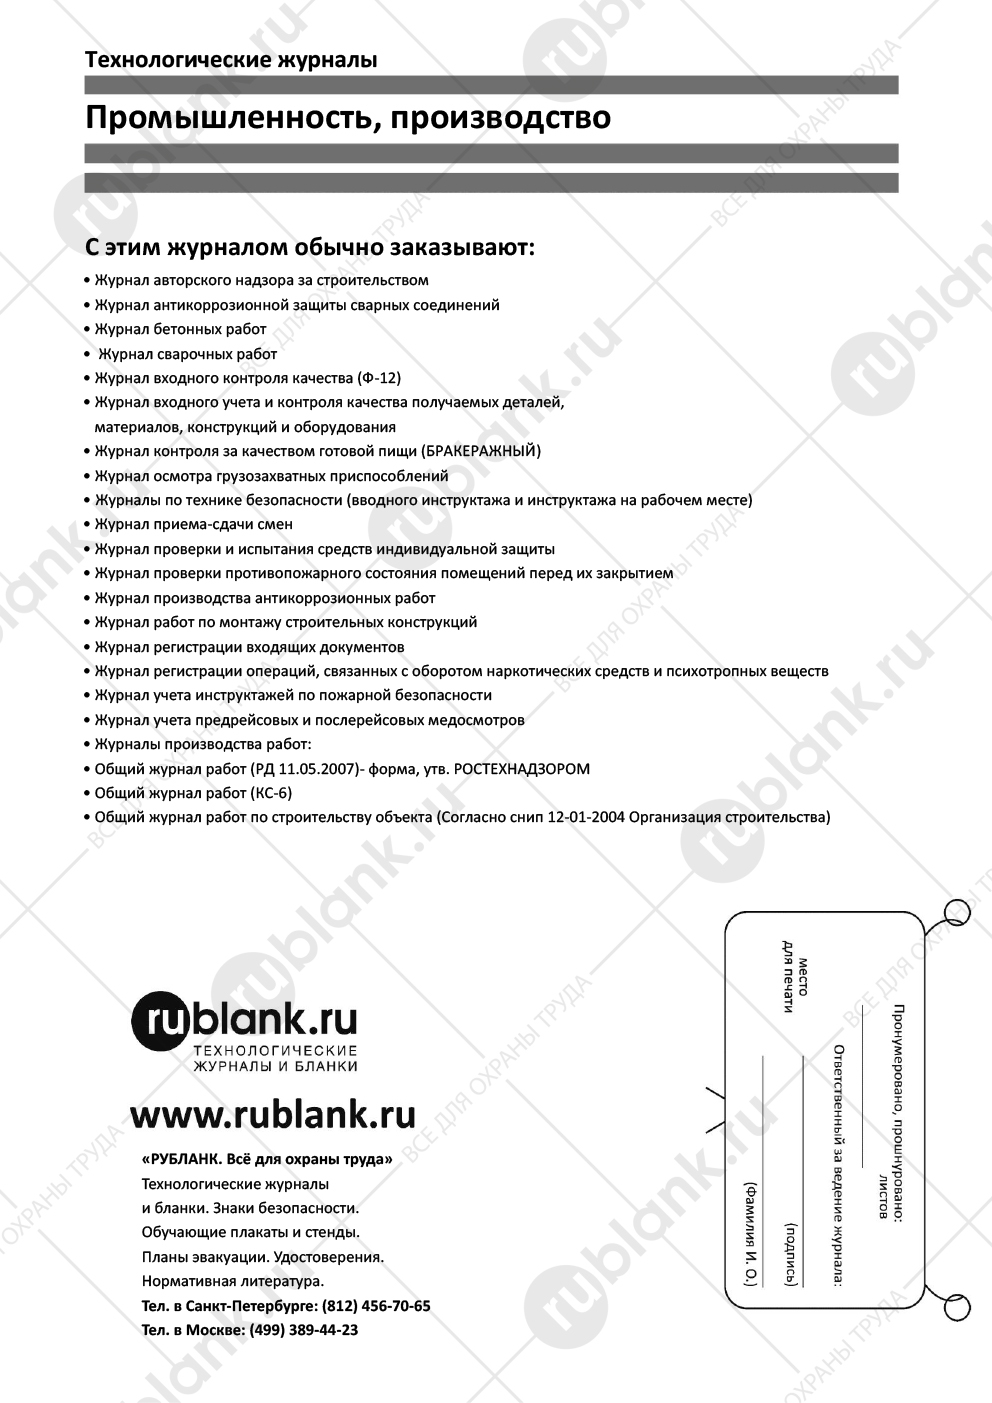 Технологические журналы
Промышленность, производство
С этим журналом обычно заказывают:
• Журнал авторского надзора за строительством
• Журнал антикоррозионной защиты сварных соединений
• Журнал бетонных работ
• Журнал сварочных работ
• Журнал входного контроля качества (Ф-12)
• Журнал входного учета и контроля качества получаемых деталей,
материалов, конструкций и оборудования
• Журнал контроля за качеством готовой пищи (БРАКЕРАЖНЫЙ)
• Журнал осмотра грузозахватных приспособлений
• Журналы по технике безопасности (вводного инструктажа и инструктажа на рабочем месте)
• Журнал приема-сдачи смен
• Журнал проверки и испытания средств индивидуальной защиты
• Журнал проверки противопожарного состояния помещений перед их закрытием
• Журнал производства антикоррозионных работ
• Журнал работ по монтажу строительных конструкций
• Журнал регистрации входящих документов
• Журнал регистрации операций, связанных с оборотом наркотических средств и психотропных веществ
• Журнал учета инструктажей по пожарной безопасности
• Журнал учета предрейсовых и послерейсовых медосмотров
• Журналы производства работ:
• Общий журнал работ (РД 11.05.2007)- форма, утв. РОСТЕХНАДЗОРОМ
• Общий журнал работ (КС-6)
• Общий журнал работ по строительству объекта (Согласно снип 12-01-2004 Организация строительства)
rublank.ru
ТЕХНОЛОГИЧЕСКИЕ
ЖУРНАЛЫ И БЛАНКИ
www.rublank.ru
«РУБЛАНК. Всё для охраны труда»
Технологические журналы
и бланки. Знаки безопасности.
Обучающие плакаты и стенды.
Планы эвакуации. Удостоверения.
Нормативная литература.
Тел. в Санкт-Петербурге: (812) 456-70-65
Тел. в Москве: (499) 389-44-23
Пронумеровано, прошнуровано:
листов
Ответственный за ведение журнала:
место
для печати
(подпись)
(Фамилия И. О.)
rublank.ru
ВСЕ ДЛЯ ОХРАНЫ ТРУДА